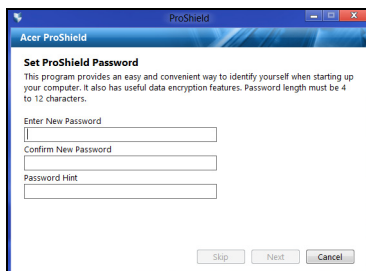 ProShield
Acer ProShield
Set ProShield Password
This program provides an easy and convenient way to identify yourself when starting up
your computer. It also has useful data encryption features. Password length must be 4
to 12 characters.
Enter New Password
Confirm New Password
Password Hint
Skip
Next
Cancel